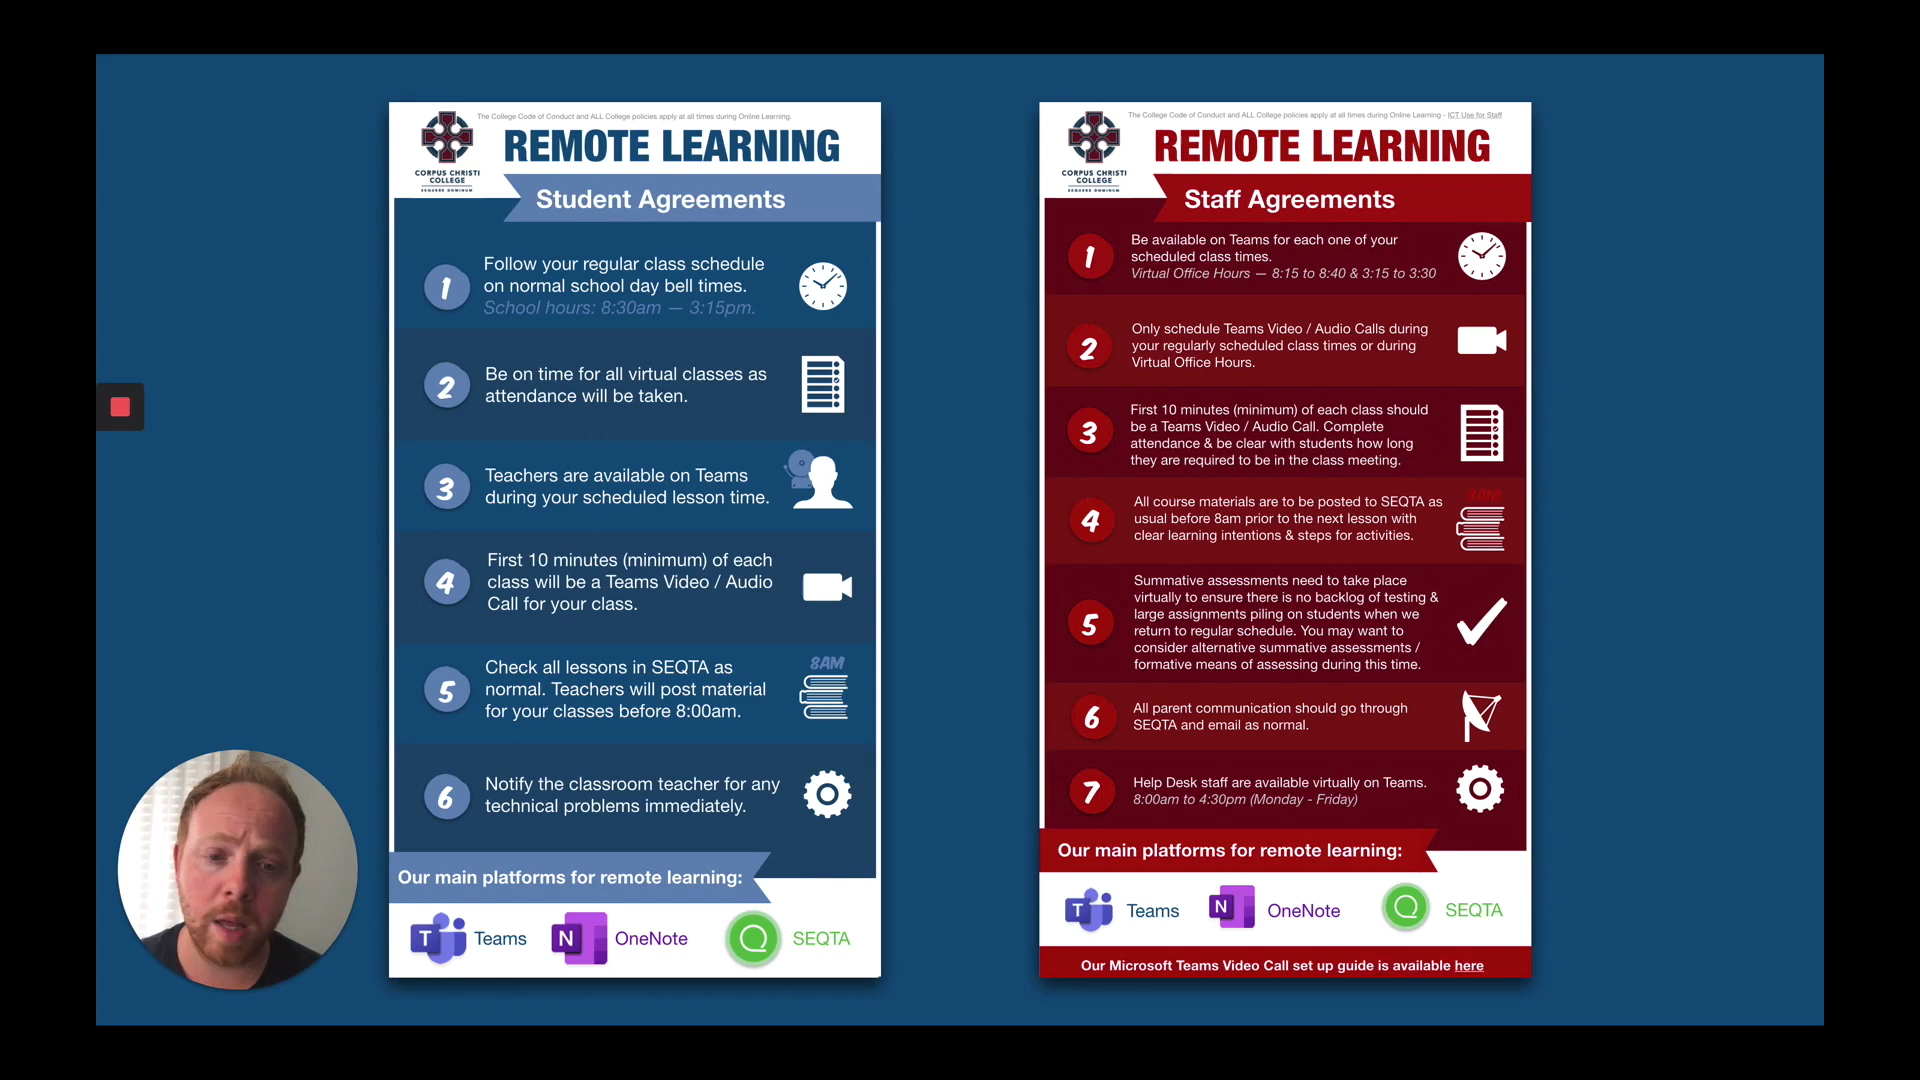 The College Code of Conduct and ALL College policies apply at all times during Online Learning.
REMOTE LEARNING
CORPUS CHRISTI
COLLEGE
SEQUERE DOMINUM
Student Agreements
1
Follow your regular class schedule
on normal school day bell times.
School hours: 8:30am — 3:15pm.
2
Be on time for all virtual classes as
attendance will be taken.
3
Teachers are available on Teams
during your scheduled lesson time.
4
First 10 minutes (minimum) of each
class will be a Teams Video / Audio
Call for your class.
5
Check all lessons in SEQTA as
normal. Teachers will post material
for your classes before 8:00am.
8AM
6
Notify the classroom teacher for any
technical problems immediately.
Our main platforms for remote learning:
T Teams N OneNote SEQTA
The College Code of Conduct and ALL College policies apply at all times during Online Learning - ICT Use for Staff
REMOTE LEARNING
CORPUS CHRISTI
COLLEGE
SEQUERE DOMINUM
Staff Agreements
1
Be available on Teams for each one of your
scheduled class times.
Virtual Office Hours — 8:15 to 8:40 & 3:15 to 3:30
2
Only schedule Teams Video / Audio Calls during
your regularly scheduled class times or during
Virtual Office Hours.
3
First 10 minutes (minimum) of each class should
be a Teams Video / Audio Call. Complete
attendance & be clear with students how long
they are required to be in the class meeting.
4
All course materials are to be posted to SEQTA as
usual before 8am prior to the next lesson with
clear learning intentions & steps for activities.
8AM
5
Summative assessments need to take place
virtually to ensure there is no backlog of testing &
large assignments piling on students when we
return to regular schedule. You may want to
consider alternative summative assessments /
formative means of assessing during this time.
6
All parent communication should go through
SEQTA and email as normal.
7
Help Desk staff are available virtually on Teams.
8:00am to 4:30pm (Monday - Friday)
Our main platforms for remote learning:
T Teams N OneNote SEQTA
Our Microsoft Teams Video Call set up guide is available here